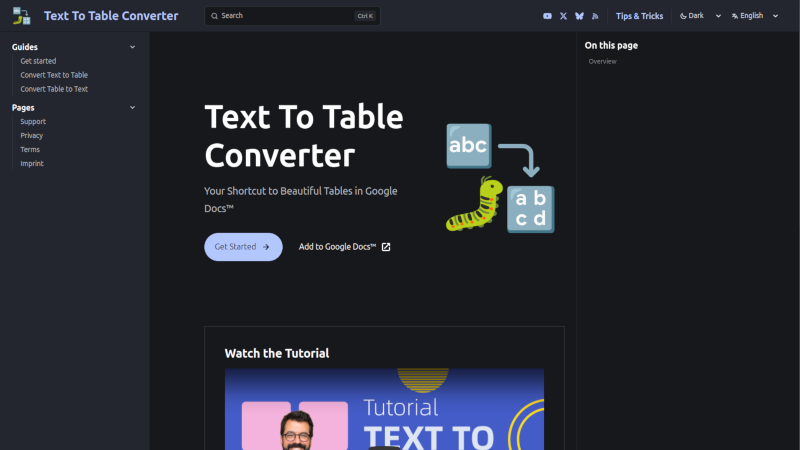 Text To Table Converter
Search
Ctrl K
Tips & Tricks
Dark
English
Guides
Get started
Convert Text to Table
Convert Table to Text
Pages
Support
Privacy
Terms
Imprint
Text To Table
Converter
Your Shortcut to Beautiful Tables in Google
Docs™
Get Started
Add to Google Docs™
abc
a b
c d
Watch the Tutorial
Tutorial
TEXT TO
On this page
Overview